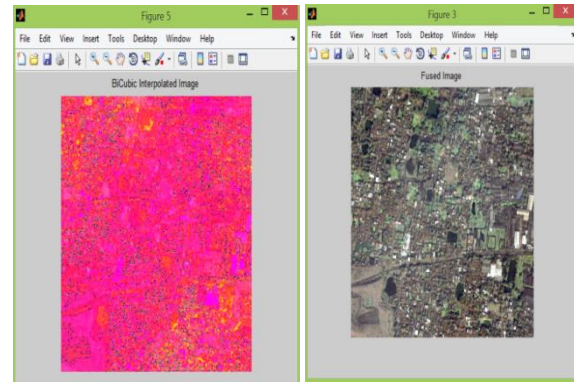 Figure 5
File Edit View Insert Tools Desktop Window Help
BiCubic Interpolated Image
Figure 3
File Edit View Insert Tools Desktop Window Help
Fused Image